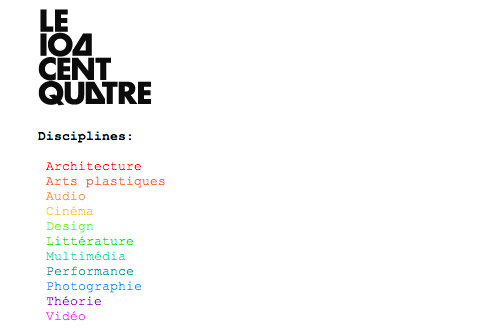 LE
104
CENT
QUATRE
Disciplines:
Architecture
Arts plastiques
Audio
Cinéma
Design
Littérature
Multimédia
Performance
Photographie
Théorie
Vidéo